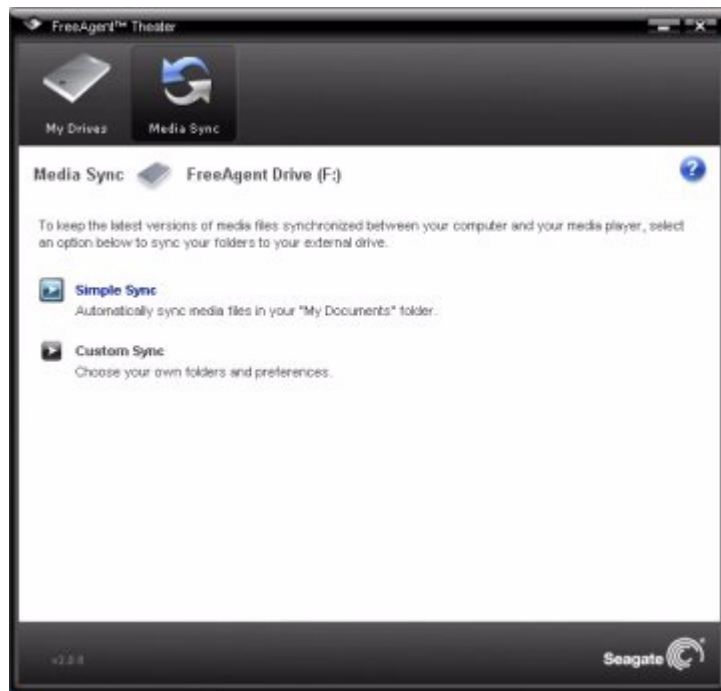 FreeAgent™ Theater
My Drives
Media Sync
Media Sync FreeAgent Drive (F:)
To keep the latest versions of media files synchronized between your computer and your media player, select
an option below to sync your folders to your external drive.
Simple Sync
Automatically sync media files in your "My Documents" folder.
Custom Sync
Choose your own folders and preferences.
Seagate